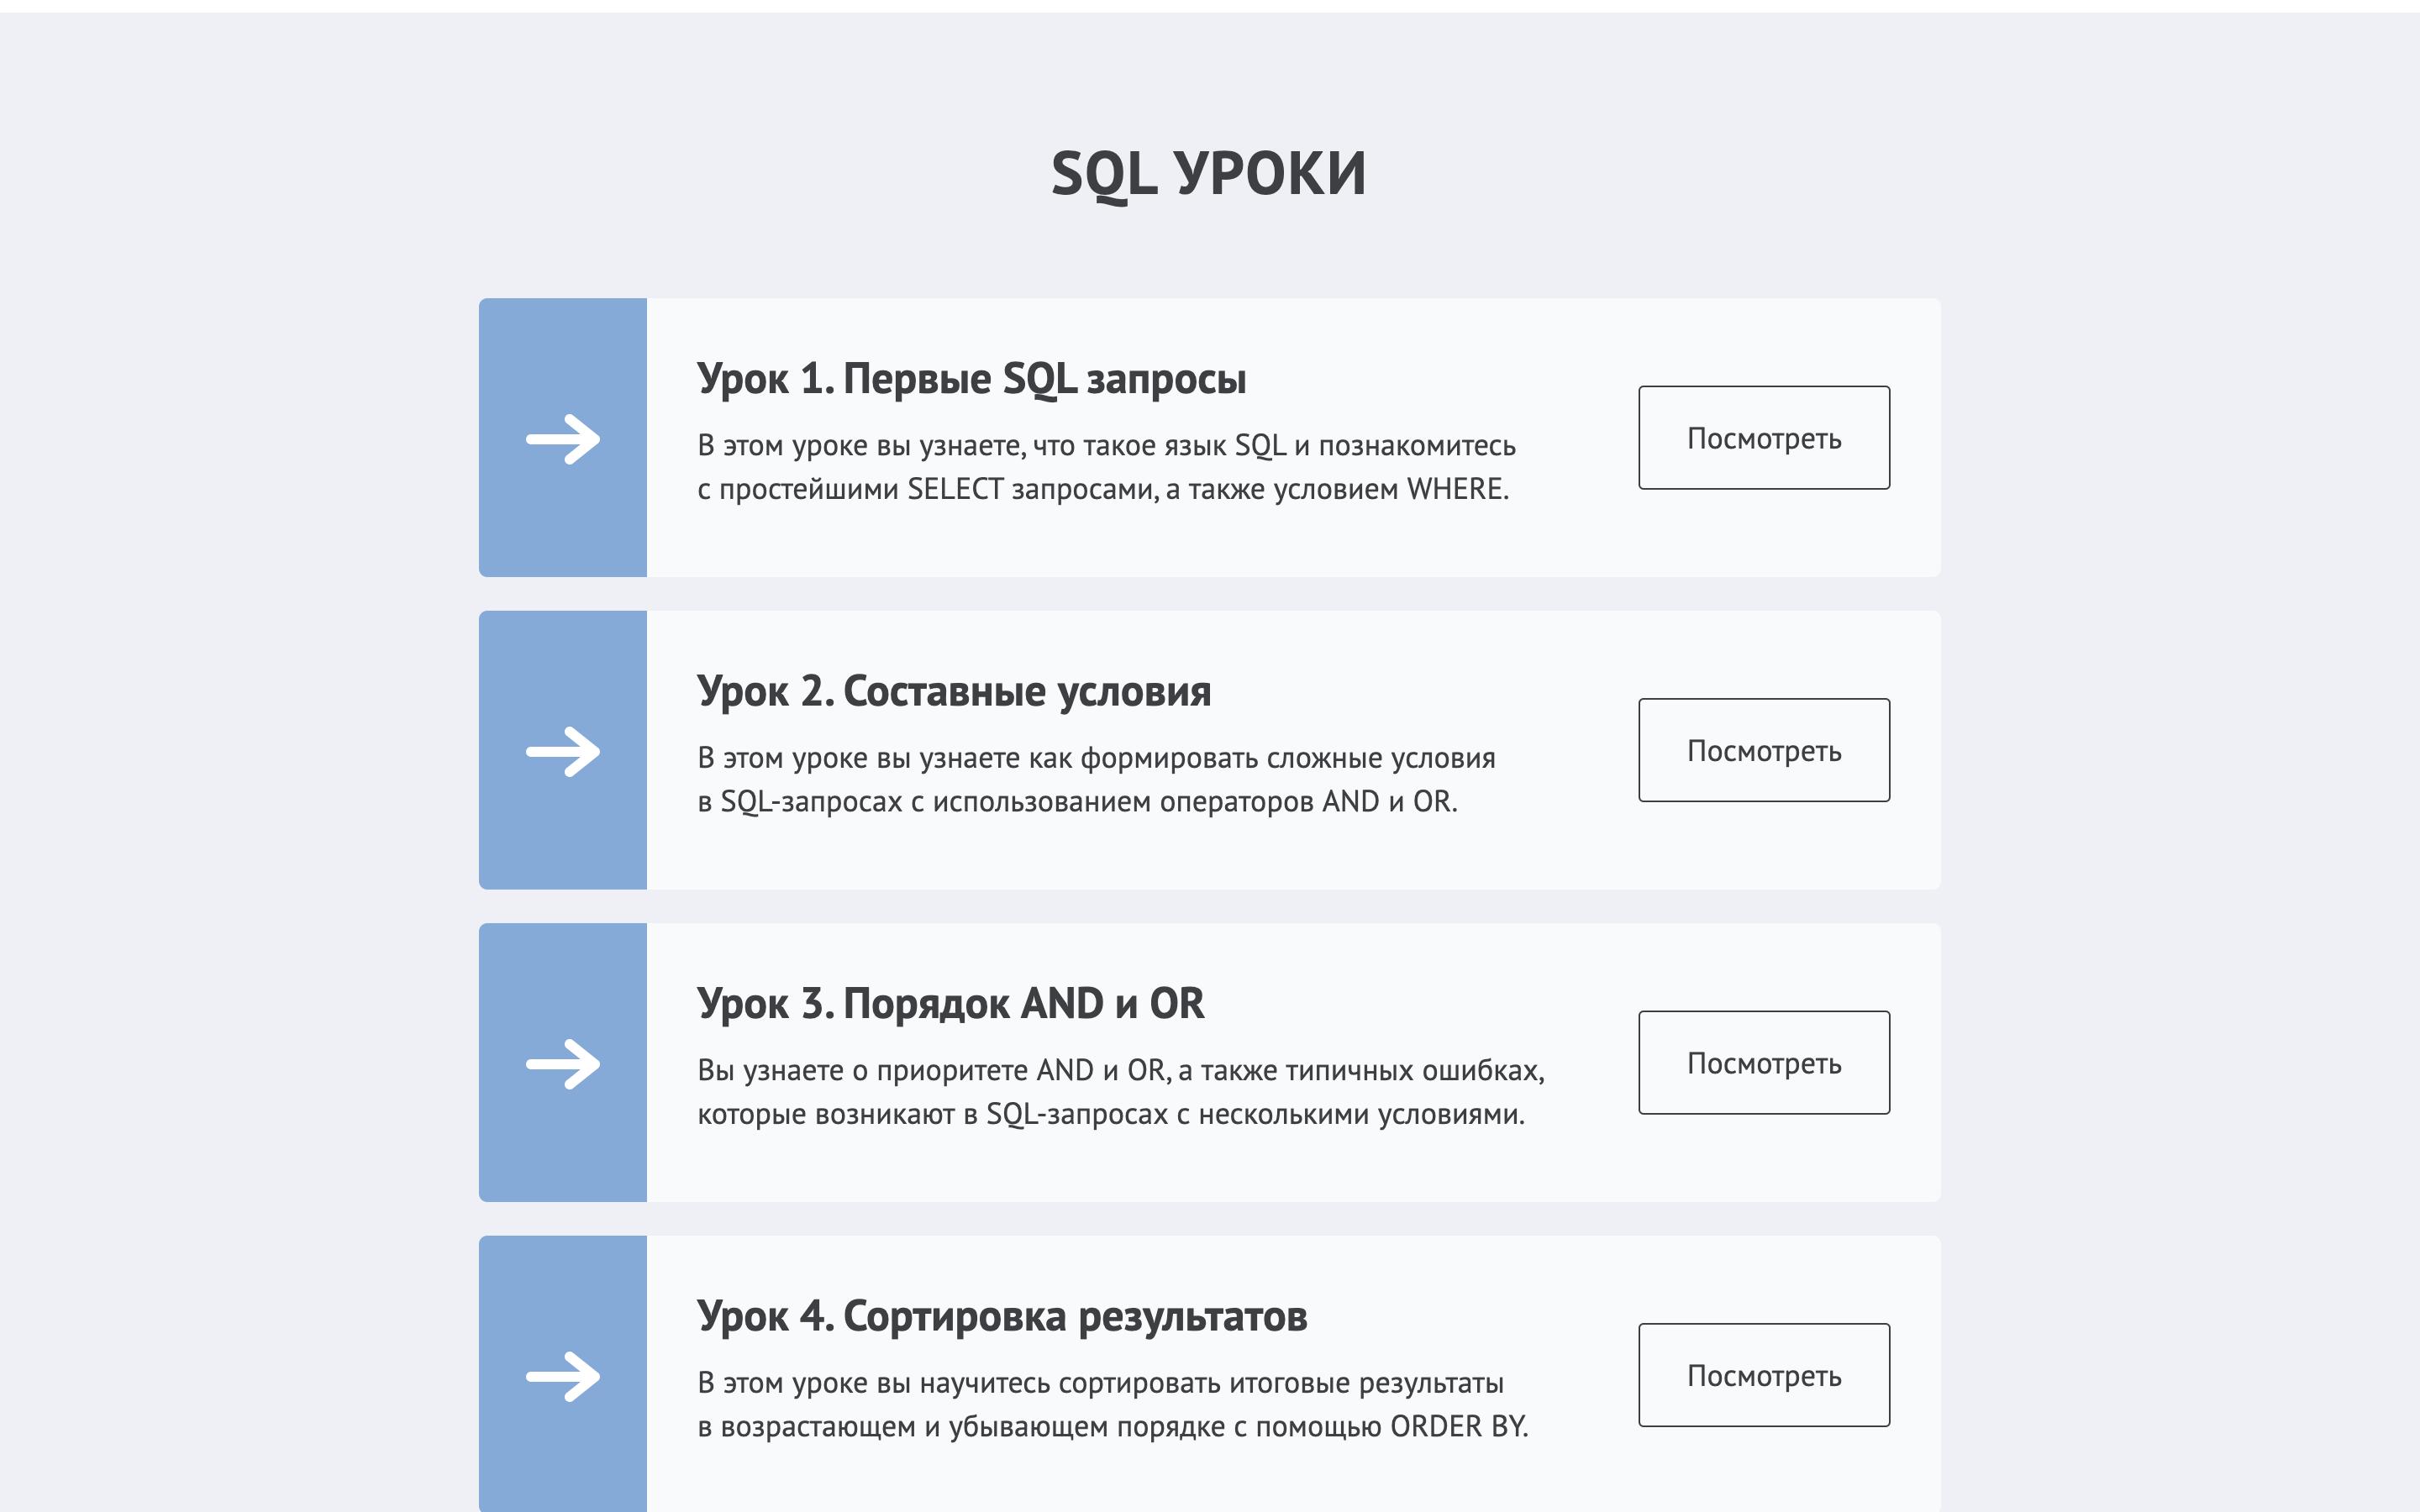 SQL УРОКИ
Урок 1. Первые SQL запросы
В этом уроке вы узнаете, что такое язык SQL и познакомитесь
с простейшими SELECT запросами, а также условием WHERE.
Посмотреть
Урок 2. Составные условия
В этом уроке вы узнаете как формировать сложные условия
в SQL-запросах с использованием операторов AND и OR.
Посмотреть
Урок 3. Порядок AND и OR
Вы узнаете о приоритете AND и OR, а также типичных ошибках,
которые возникают в SQL-запросах с несколькими условиями.
Посмотреть
Урок 4. Сортировка результатов
В этом уроке вы научитесь сортировать итоговые результаты
в возрастающем и убывающем порядке с помощью ORDER BY.
Посмотреть